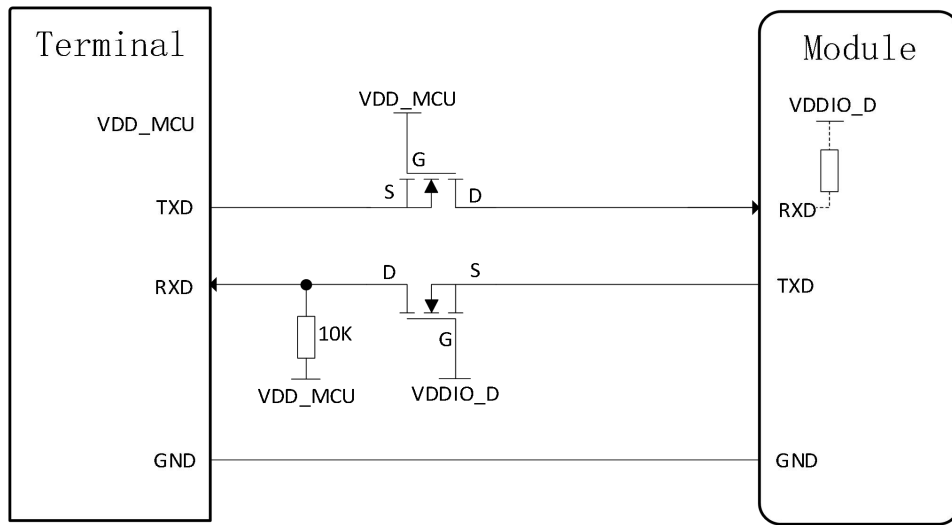 Terminal
Module
VDD_MCU
VDDIO_D
VDD_MCU
G
S
D
TXD
RXD
D
S
RXD
TXD
10K
G
VDD_MCU
VDDIO_D
GND
GND